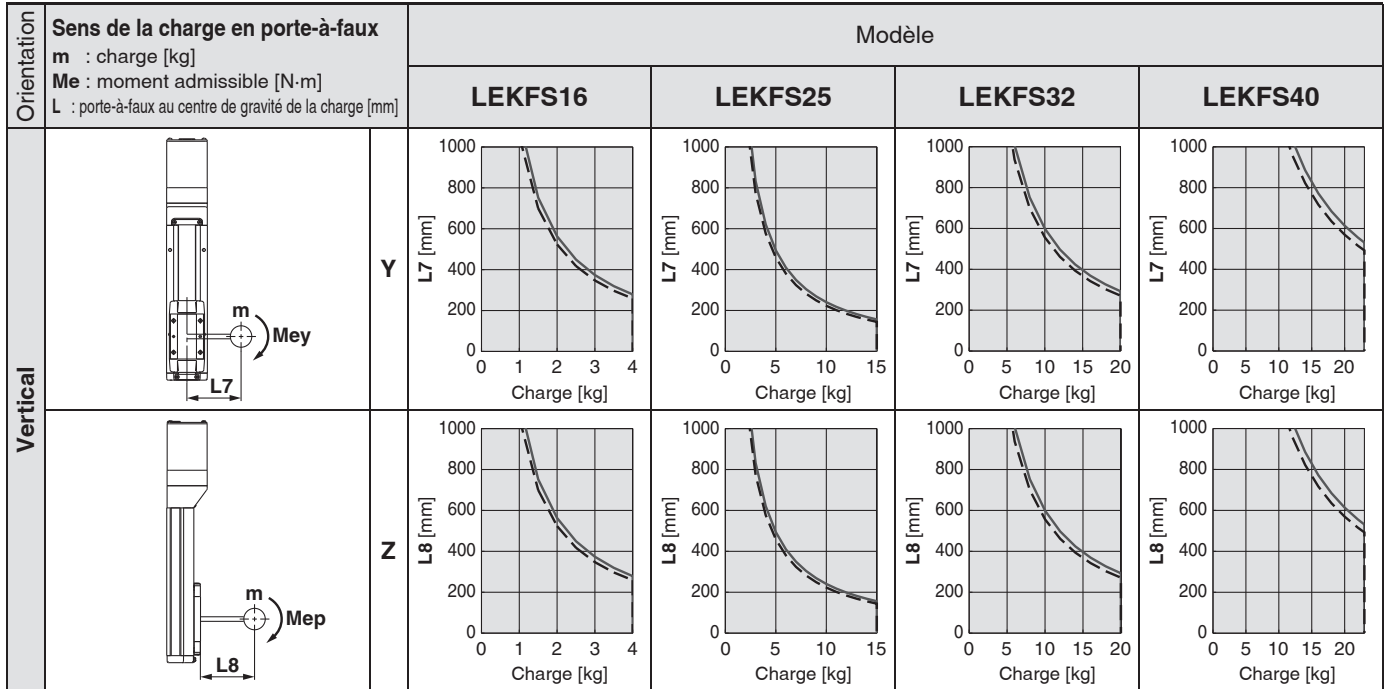 Orientation
Sens de la charge en porte-à-faux
m : charge [kg]
Me : moment admissible [N·m]
L : porte-à-faux au centre de gravité de la charge [mm]
Modèle
LEKFS16
LEKFS25
LEKFS32
LEKFS40
Vertical
m
Mey
L7
Y
L7 [mm]
1000
800
600
400
200
0
0 1 2 3 4
Charge [kg]
L7 [mm]
1000
800
600
400
200
0
0 5 10 15
Charge [kg]
L7 [mm]
1000
800
600
400
200
0
0 5 10 15 20
Charge [kg]
L7 [mm]
1000
800
600
400
200
0
0 5 10 15 20
Charge [kg]
m
Mep
L8
Z
L8 [mm]
1000
800
600
400
200
0
0 1 2 3 4
Charge [kg]
L8 [mm]
1000
800
600
400
200
0
0 5 10 15
Charge [kg]
L8 [mm]
1000
800
600
400
200
0
0 5 10 15 20
Charge [kg]
L8 [mm]
1000
800
600
400
200
0
0 5 10 15 20
Charge [kg]